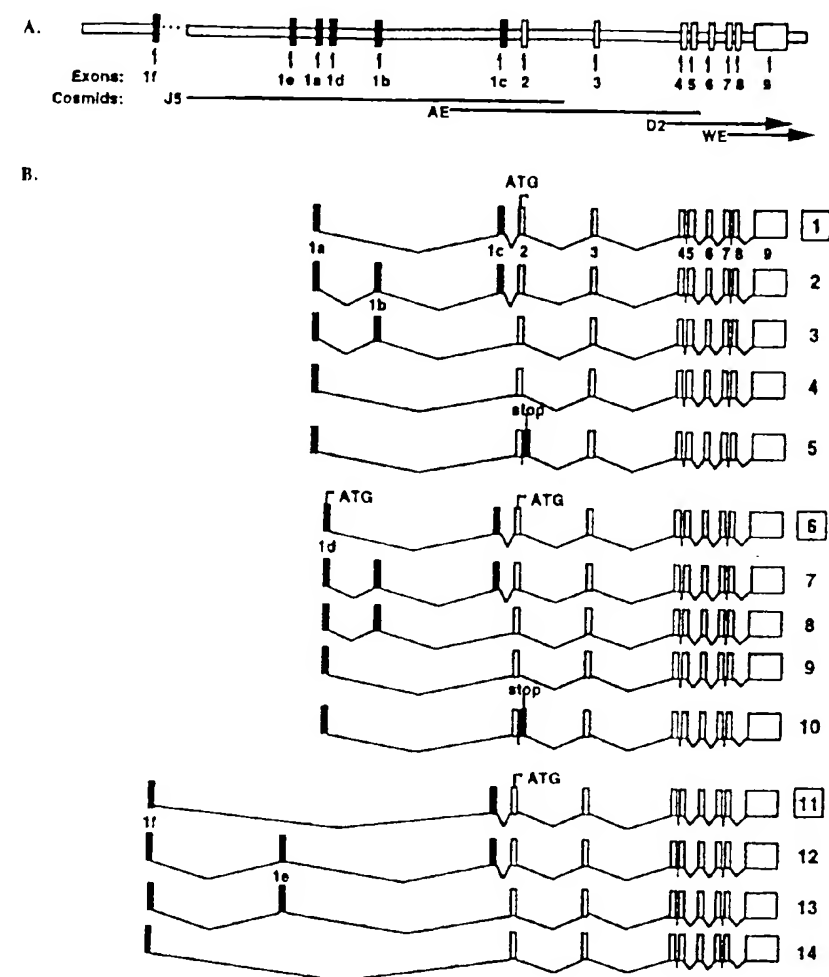 A.
Exons: 1f 1e 1a 1d 1b 1c 2 3 4 5 6 7 8 9
Cosmids: J5
AE
D2
WE
B.
ATG
1
1a 1c 2 3 4 5 6 7 8 9
2
1b
3
4
stop
5
ATG ATG
6
1d
7
8
9
stop
10
ATG
11
1f
12
1e
13
14